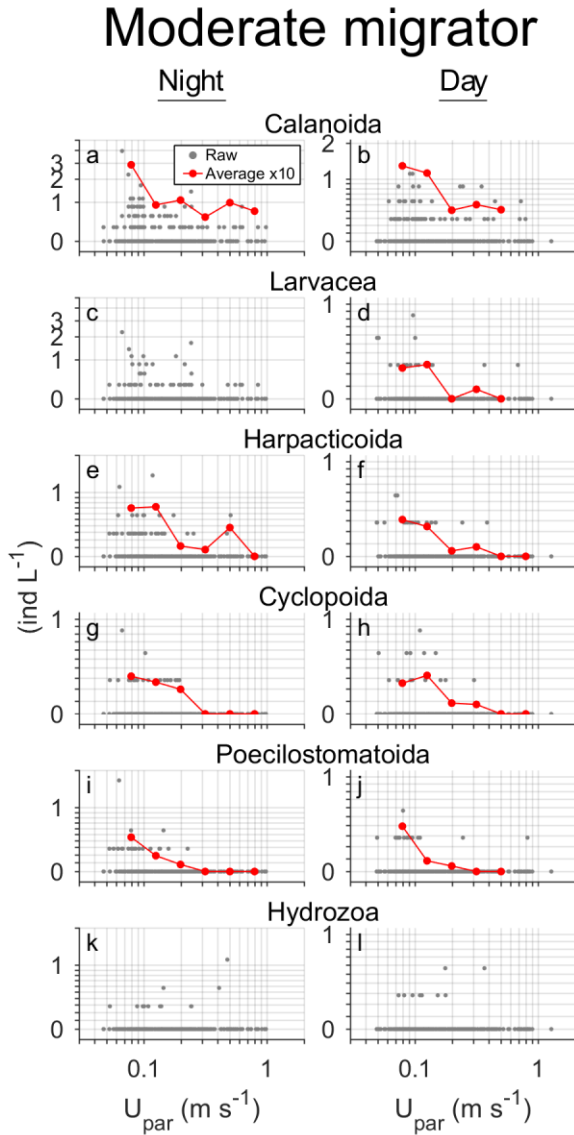 Moderate migrator
Night
Day
Calanoida
a
Raw
Average x10
3
2
1
0
b
2
1
0
Larvacea
c
3
2
1
0
d
1
0
Harpacticoida
e
1
0
f
1
0
(ind L⁻¹)
Cyclopoida
g
1
0
h
1
0
Poecilostomatoida
i
1
0
j
1
0
Hydrozoa
k
1
0
l
1
0
0.1 1
0.1 1
U_par (m s⁻¹)
U_par (m s⁻¹)